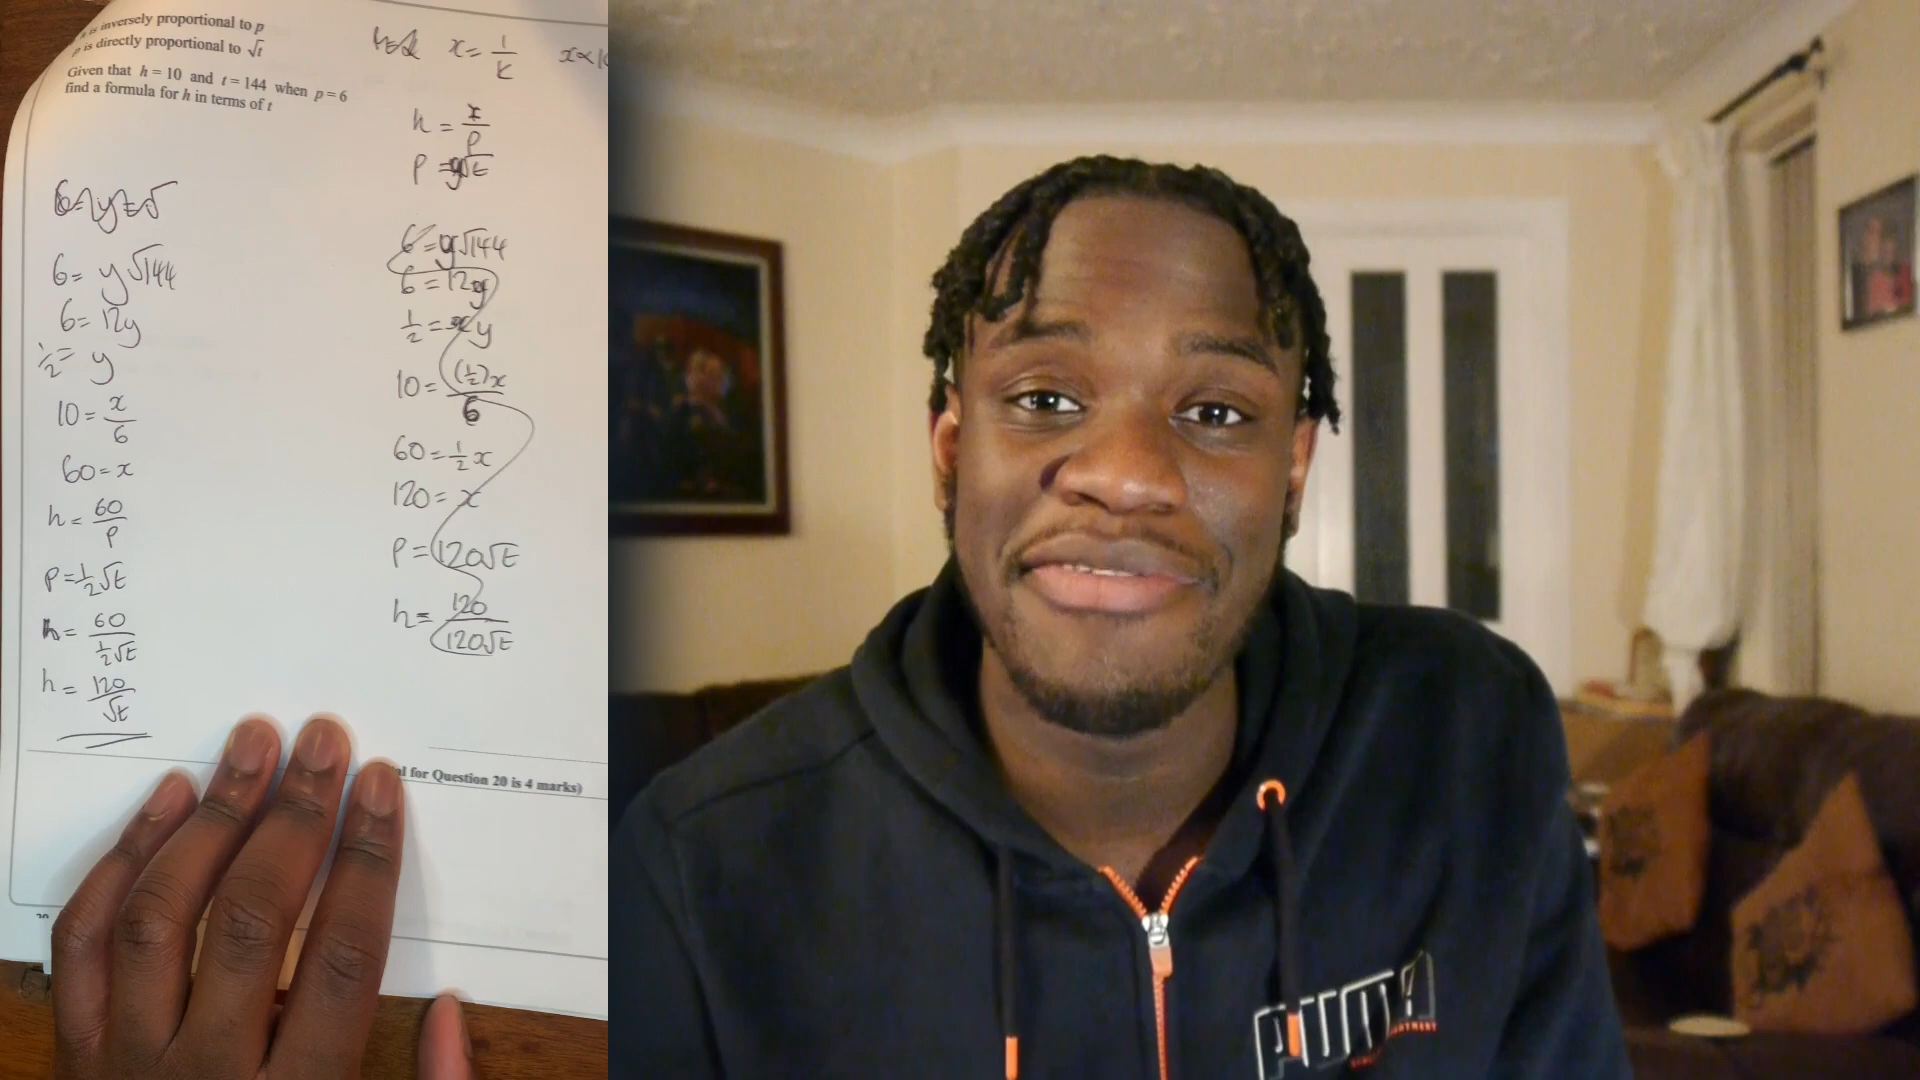 is inversely proportional to p
p is directly proportional to √t
Given that h = 10 and t = 144 when p = 6
find a formula for h in terms of t
x = 1/k
h = x/p
p = y√t
6 = y√144
6 = 12y
1/2 = y
10 = x/6
60 = x
h = 60/p
p = 1/2√t
h = 60/(1/2√t)
h = 120/√t
6 = y√144
6 = 12y
1/2 = y
10 = (1/2)x/6
60 = 1/2 x
120 = x
p = 120√t
h = 120/120√t
for Question 20 is 4 marks)
PUMA